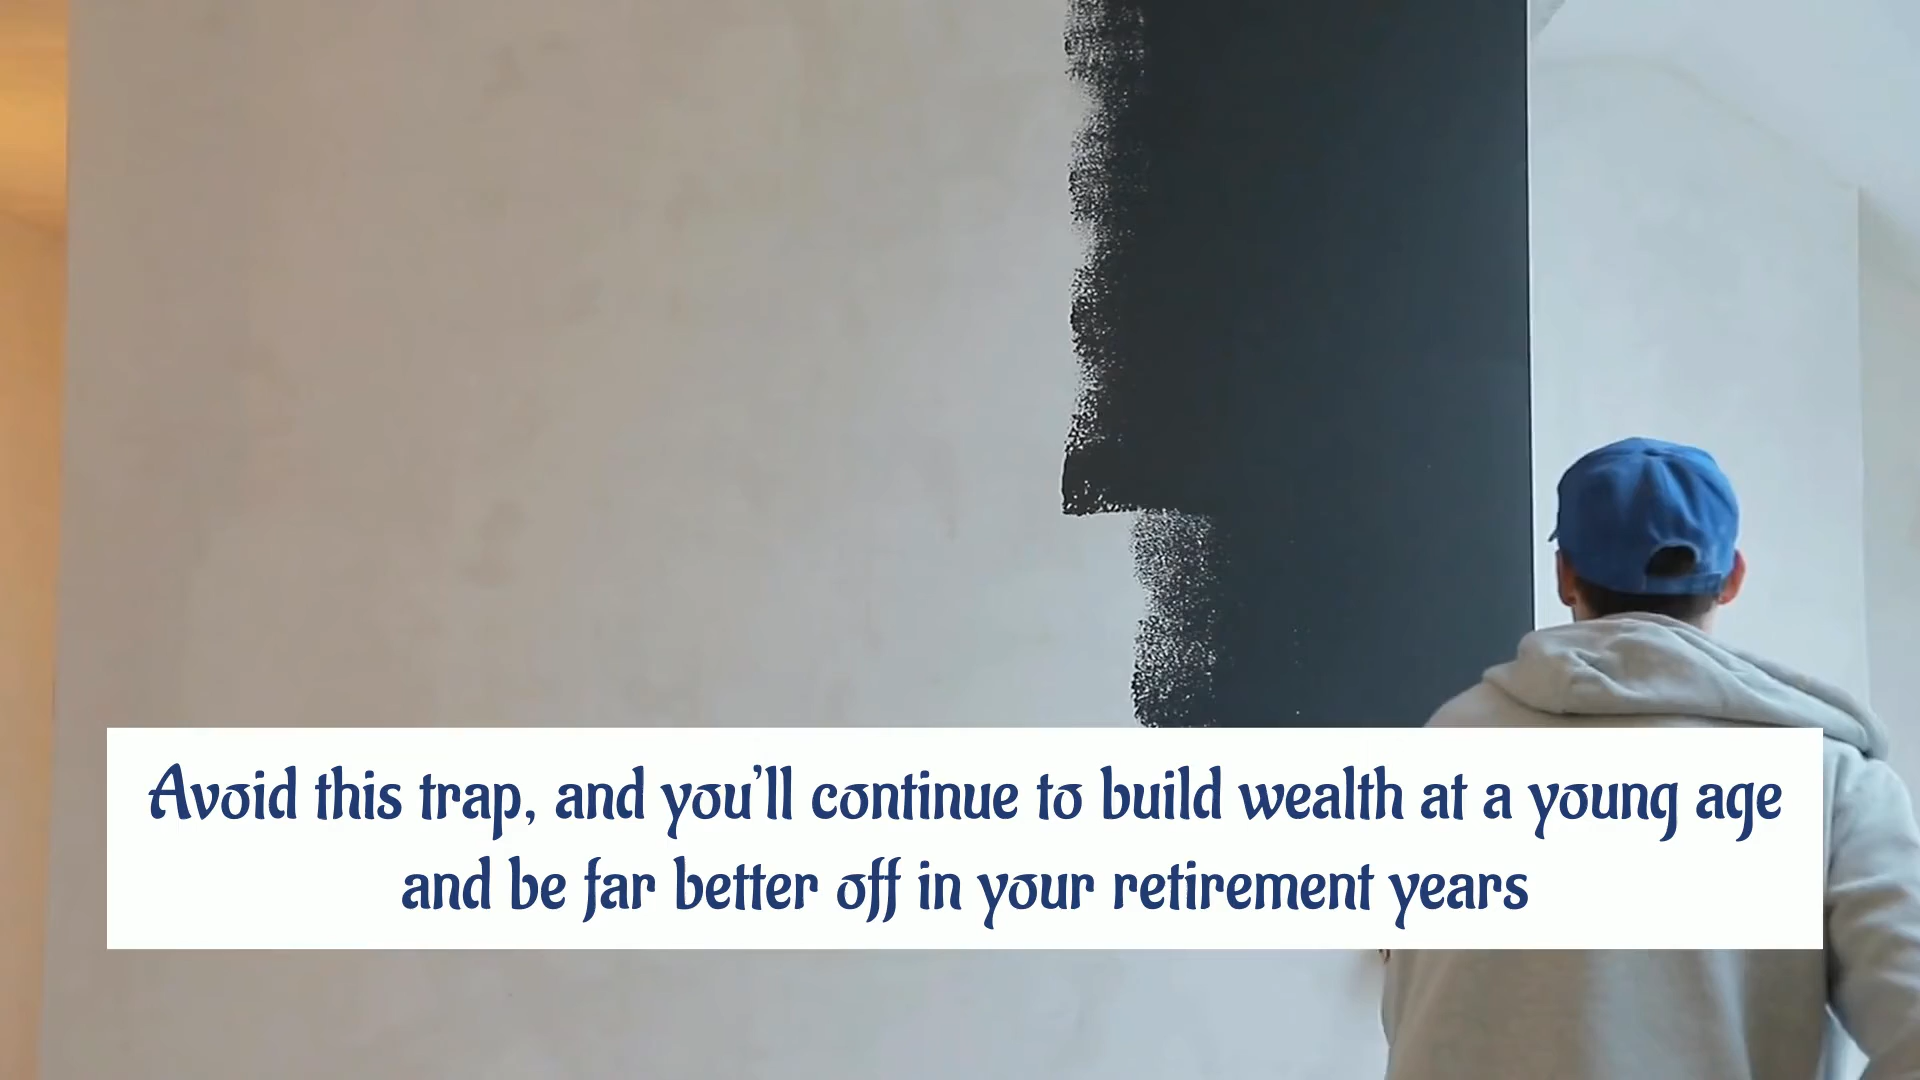 Avoid this trap, and you’ll continue to build wealth at a young age
and be far better off in your retirement years